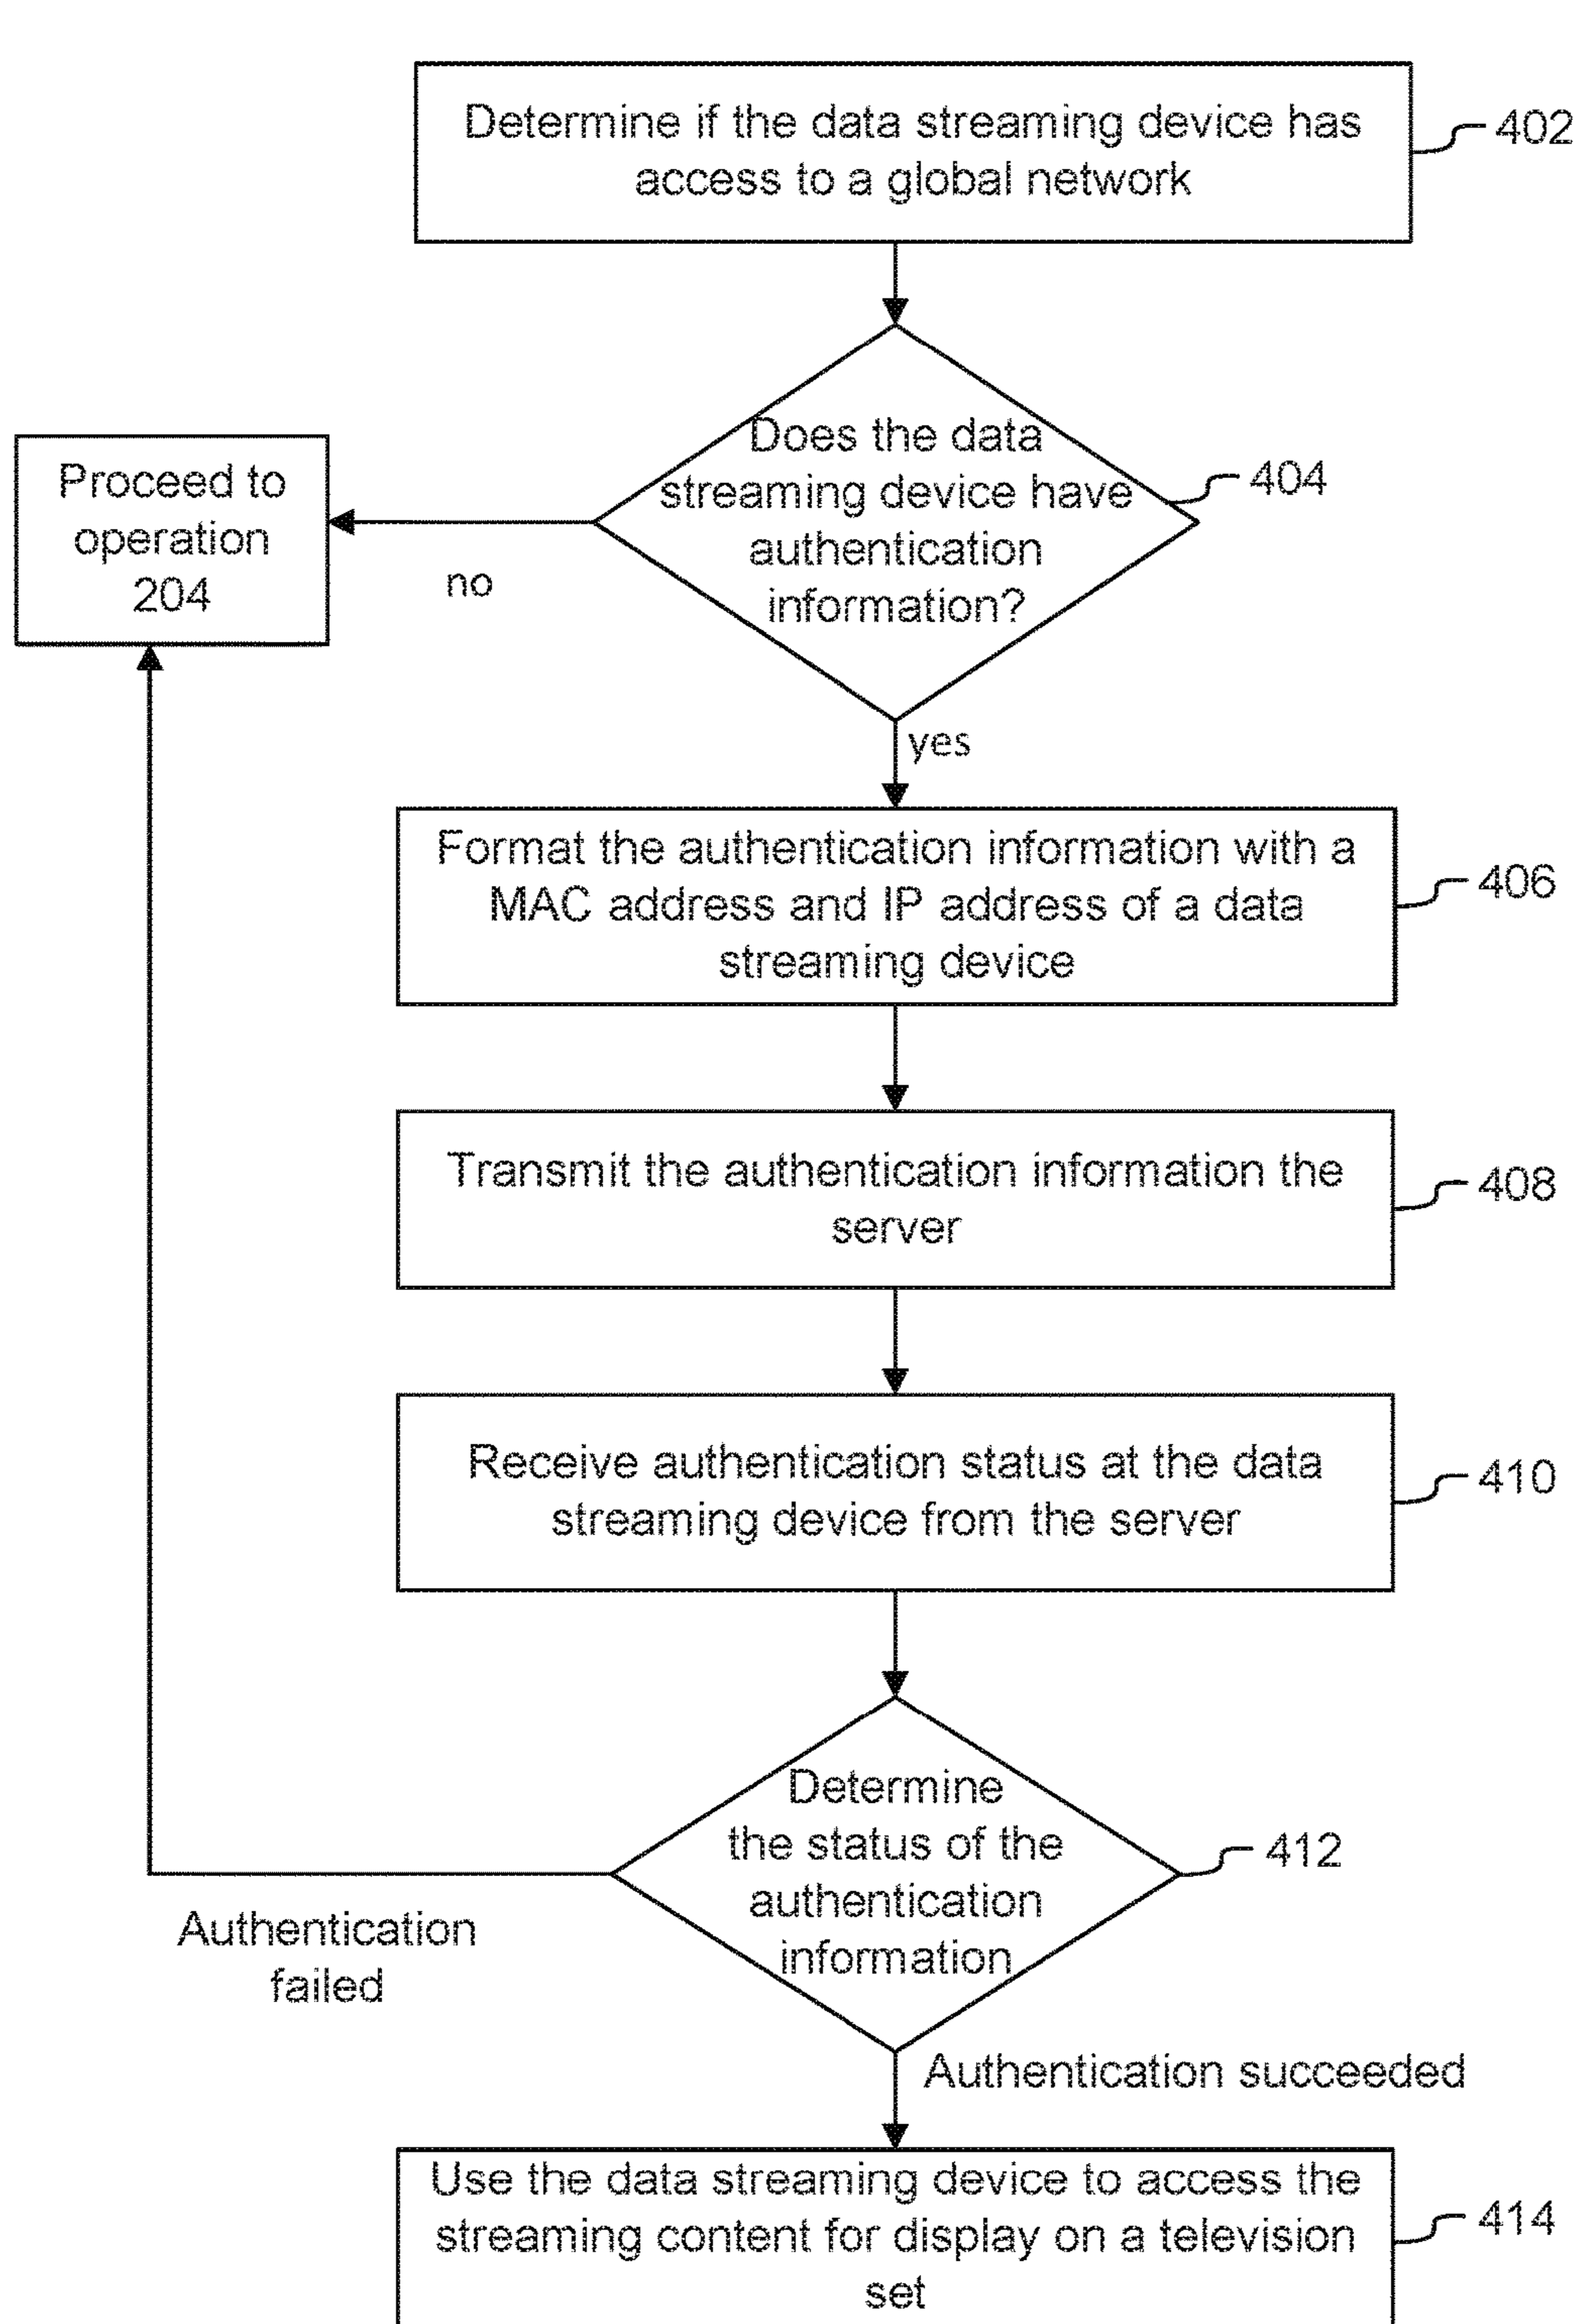 Determine if the data streaming device has
access to a global network
402
Does the data
streaming device have
authentication
information?
404
Proceed to
operation
204
no
yes
Format the authentication information with a
MAC address and IP address of a data
streaming device
406
Transmit the authentication information the
server
408
Receive authentication status at the data
streaming device from the server
410
Determine
the status of the
authentication
information
412
Authentication
failed
Authentication succeeded
Use the data streaming device to access the
streaming content for display on a television
set
414